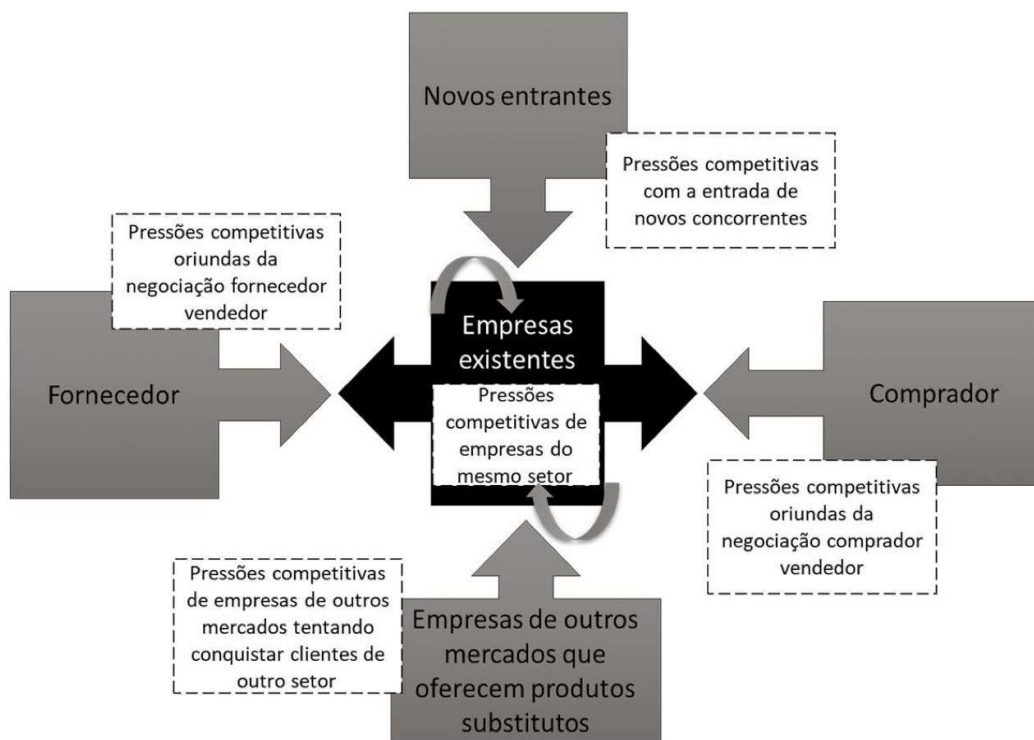 Novos entrantes
Pressões competitivas
com a entrada de
novos concorrentes
Pressões competitivas
oriundas da
negociação fornecedor
vendedor
Fornecedor
Empresas
existentes
Pressões
competitivas de
empresas do
mesmo setor
Comprador
Pressões competitivas
oriundas da
negociação comprador
vendedor
Pressões competitivas
de empresas de outros
mercados tentando
conquistar clientes de
outro setor
Empresas de outros
mercados que
oferecem produtos
substitutos